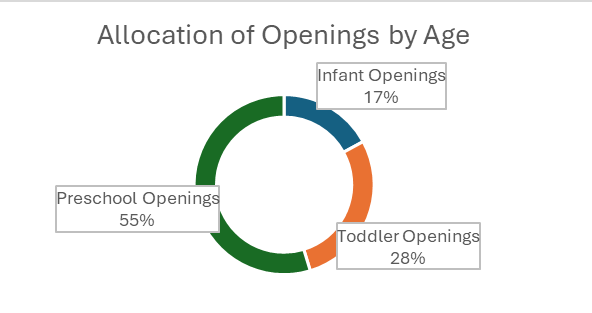 Allocation of Openings by Age
Infant Openings
17%
Preschool Openings
55%
Toddler Openings
28%